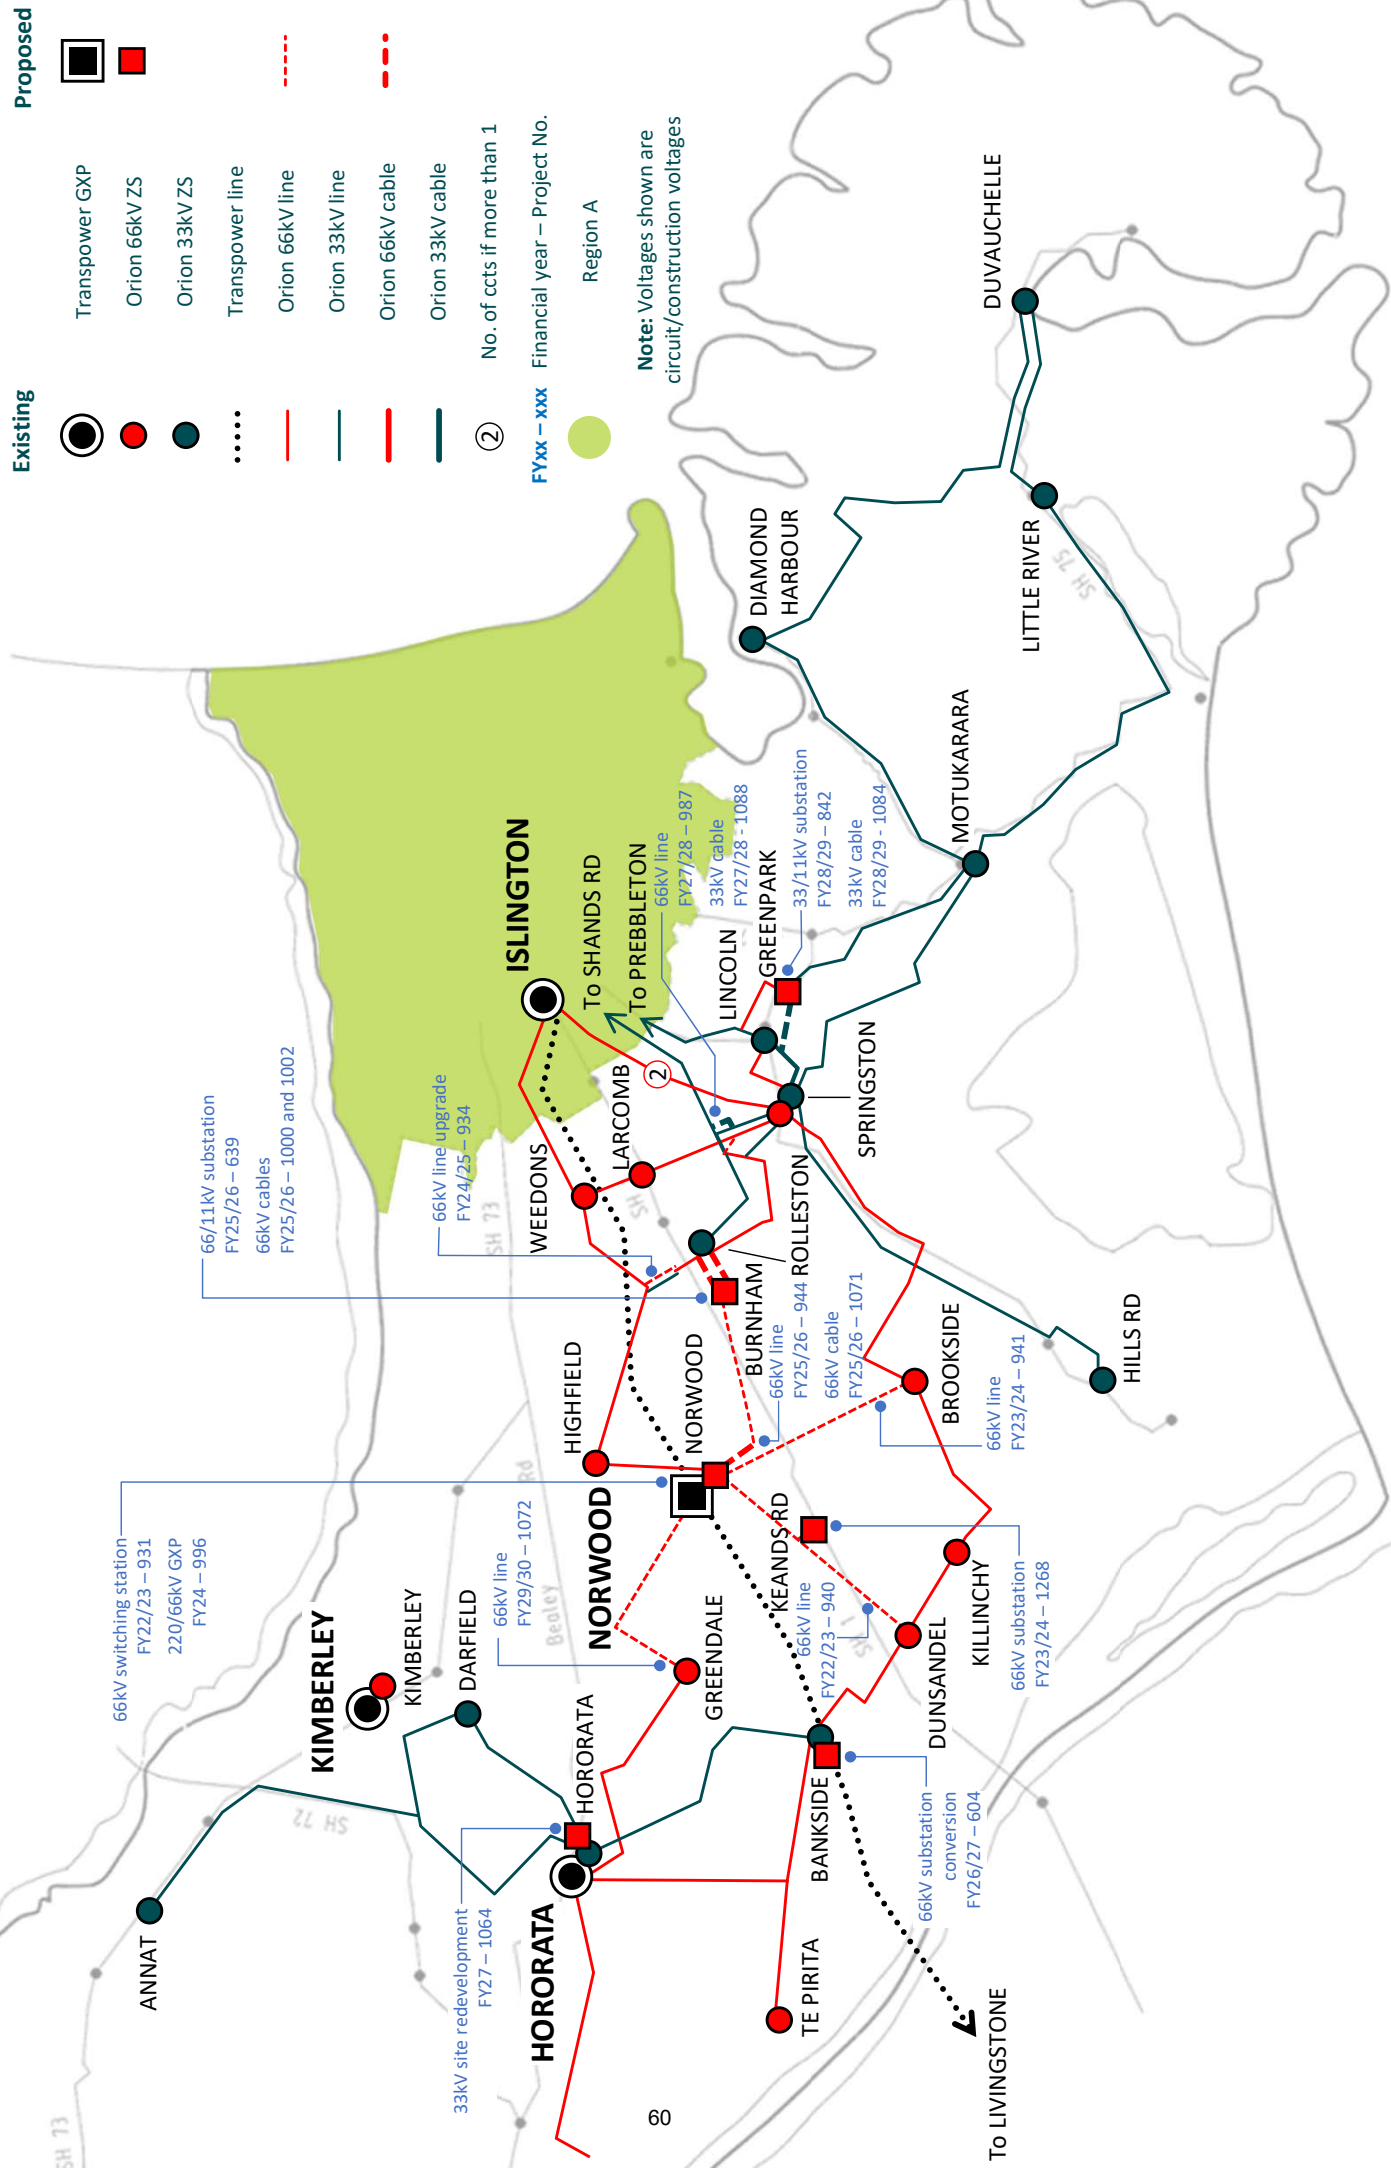 Existing
Proposed
Transpower GXP
Orion 66kV ZS
Orion 33kV ZS
Transpower line
Orion 66kV line
Orion 33kV line
Orion 66kV cable
Orion 33kV cable
② No. of ccts if more than 1
FYxx – xxx Financial year – Project No.
Region A
Note: Voltages shown are
circuit/construction voltages
66kV switching station
FY22/23 – 931
220/66kV GXP
FY24 – 996
66/11kV substation
FY25/26 – 639
66kV cables
FY25/26 – 1000 and 1002
66kV line upgrade
FY24/25 – 934
66kV line
FY29/30 – 1072
33kV site redevelopment
FY27 – 1064
ANNAT
SH 73
SH 72
KIMBERLEY
KIMBERLEY
DARFIELD
Bealey
Rd
SH 73
HORORATA
HORORATA
NORWOOD
NORWOOD
HIGHFIELD
WEEDONS
LARCOMB
SH
ISLINGTON
To SHANDS RD
To PREBBLETON
66kV line
FY27/28 – 987
33kV cable
FY27/28 - 1088
LINCOLN
GREENPARK
33/11kV substation
FY28/29 – 842
33kV cable
FY28/29 - 1084
2
GREENDALE
KEANDS RD
66kV line
FY22/23 – 940
SH 1
BURNHAM
ROLLESTON
66kV line
FY25/26 – 944
66kV cable
FY25/26 – 1071
SPRINGSTON
DIAMOND
HARBOUR
MOTUKARARA
LITTLE RIVER
SH 75
DUVAUCHELLE
TE PIRITA
BANKSIDE
DUNSANDEL
KILLINCHY
BROOKSIDE
HILLS RD
66kV line
FY23/24 – 941
66kV substation
FY23/24 – 1268
66kV substation
conversion
FY26/27 – 604
To LIVINGSTONE
60